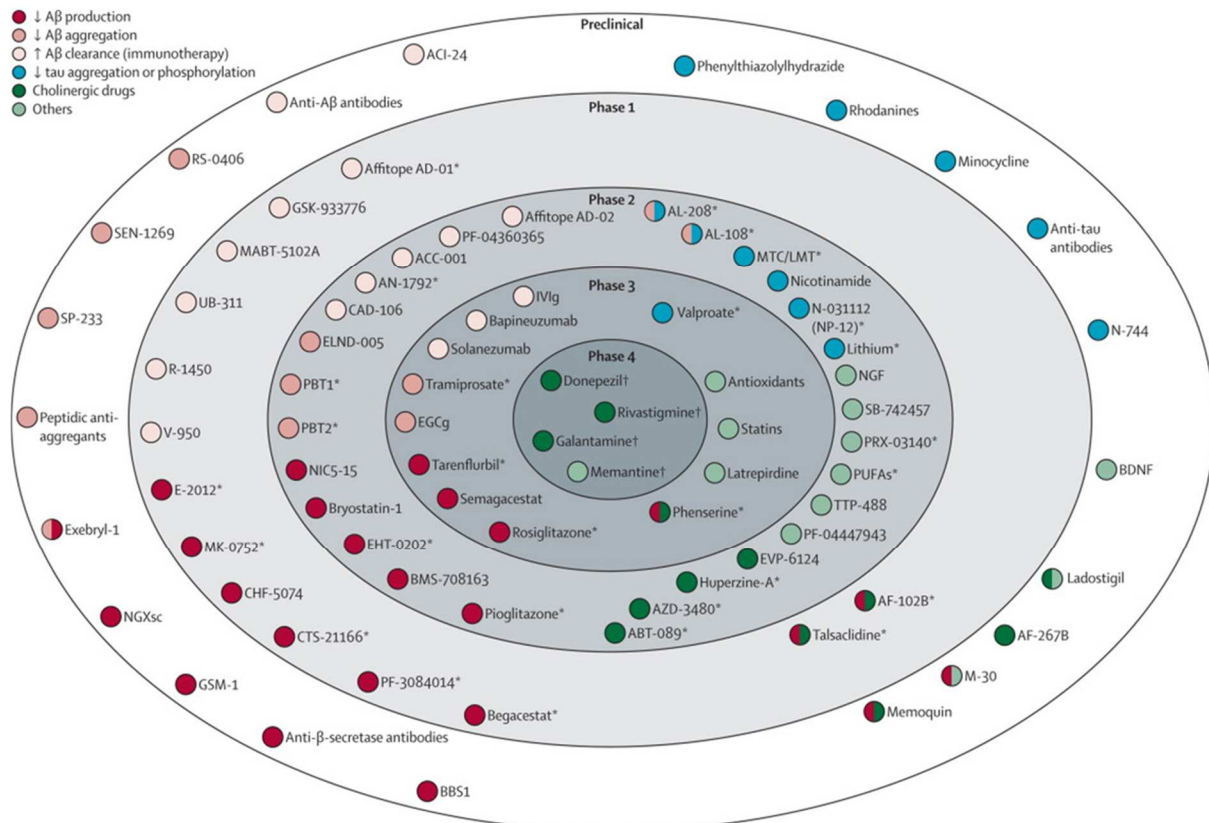 ↓ Aβ production
↓ Aβ aggregation
↑ Aβ clearance (immunotherapy)
↓ tau aggregation or phosphorylation
Cholinergic drugs
Others
Preclinical
ACI-24
Phenylthiazolylhydrazide
Anti-Aβ antibodies
Rhodanines
RS-0406
Minocycline
SEN-1269
Anti-tau
antibodies
SP-233
N-744
Peptidic anti-
aggregants
BDNF
Exebryl-1
Ladostigil
NGXsc
AF-267B
GSM-1
M-30
Memoquin
Anti-β-secretase antibodies
BBS1
Phase 1
Affitope AD-01*
GSK-933776
MABT-5102A
UB-311
R-1450
V-950
E-2012*
MK-0752*
CHF-5074
CTS-21166*
PF-3084014*
Begacestat*
AF-102B*
Talsaclidine*
Phase 2
Affitope AD-02
AL-208*
PF-04360365
AL-108*
ACC-001
MTC/LMT*
AN-1792*
Nicotinamide
CAD-106
N-031112
(NP-12)*
ELND-005
Lithium*
PBT1*
NGF
PBT2*
SB-742457
NIC5-15
PRX-03140*
Bryostatin-1
PUFAs*
EHT-0202*
TTP-488
BMS-708163
PF-04447943
Pioglitazone*
EVP-6124
Huperzine-A*
AZD-3480*
ABT-089*
Phase 3
IVIg
Bapineuzumab
Valproate*
Solanezumab
Tramiprosate*
Antioxidants
EGCg
Statins
Tarenflurbil*
Latrepirdine
Semagacestat
Phenserine*
Rosiglitazone*
Phase 4
Donepezil†
Rivastigmine†
Galantamine†
Memantine†